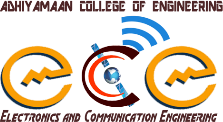 ADHIYAMAAN COLLEGE OF ENGINEERING
ece
ELECTRONICS AND COMMUNICATION ENGINEERING